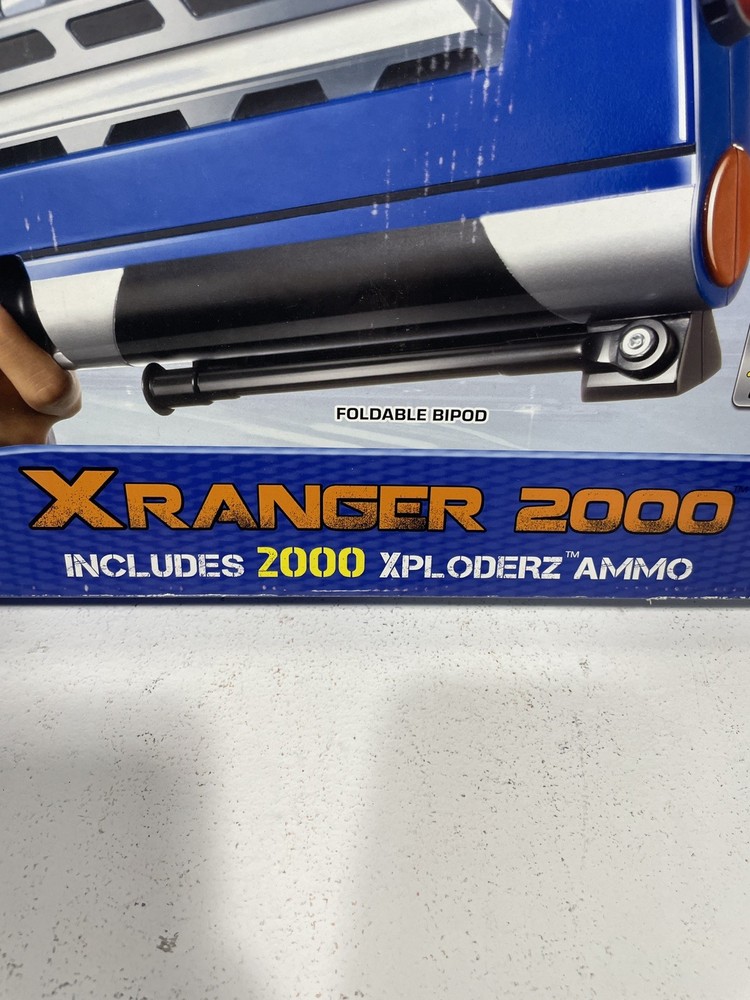 FOLDABLE BIPOD
XRANGER 2000
INCLUDES 2000 XPLODERZ™ AMMO